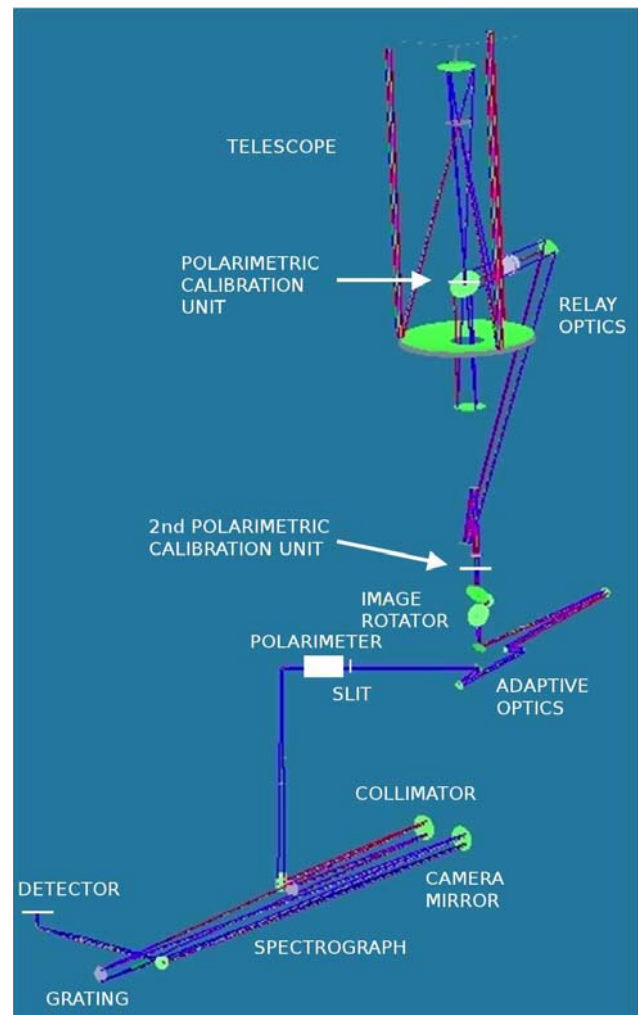 TELESCOPE
POLARIMETRIC
CALIBRATION
UNIT
RELAY
OPTICS
2nd POLARIMETRIC
CALIBRATION UNIT
IMAGE
ROTATOR
POLARIMETER
SLIT
ADAPTIVE
OPTICS
COLLIMATOR
CAMERA
MIRROR
DETECTOR
SPECTROGRAPH
GRATING